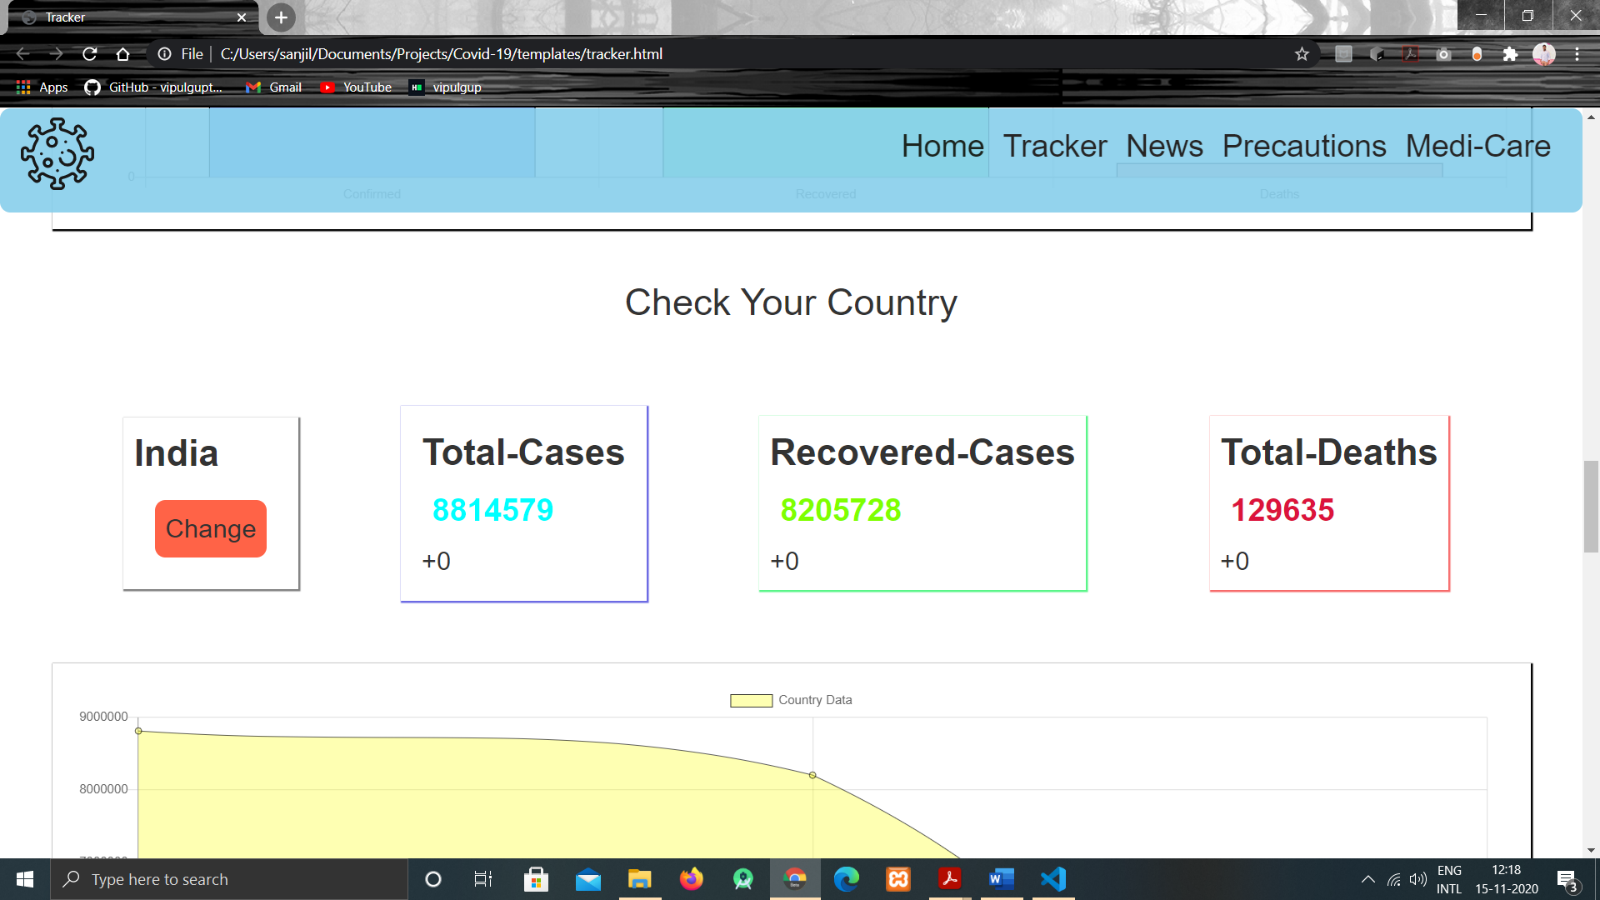 Tracker
File | C:/Users/sanjil/Documents/Projects/Covid-19/templates/tracker.html
Apps GitHub - vipulgupt... Gmail YouTube vipulgup
Home Tracker News Precautions Medi-Care
0
Confirmed Recovered Deaths
Check Your Country
India
Change
Total-Cases
8814579
+0
Recovered-Cases
8205728
+0
Total-Deaths
129635
+0
Country Data
9000000
8000000
Type here to search
ENG
INTL
12:18
15-11-2020
3